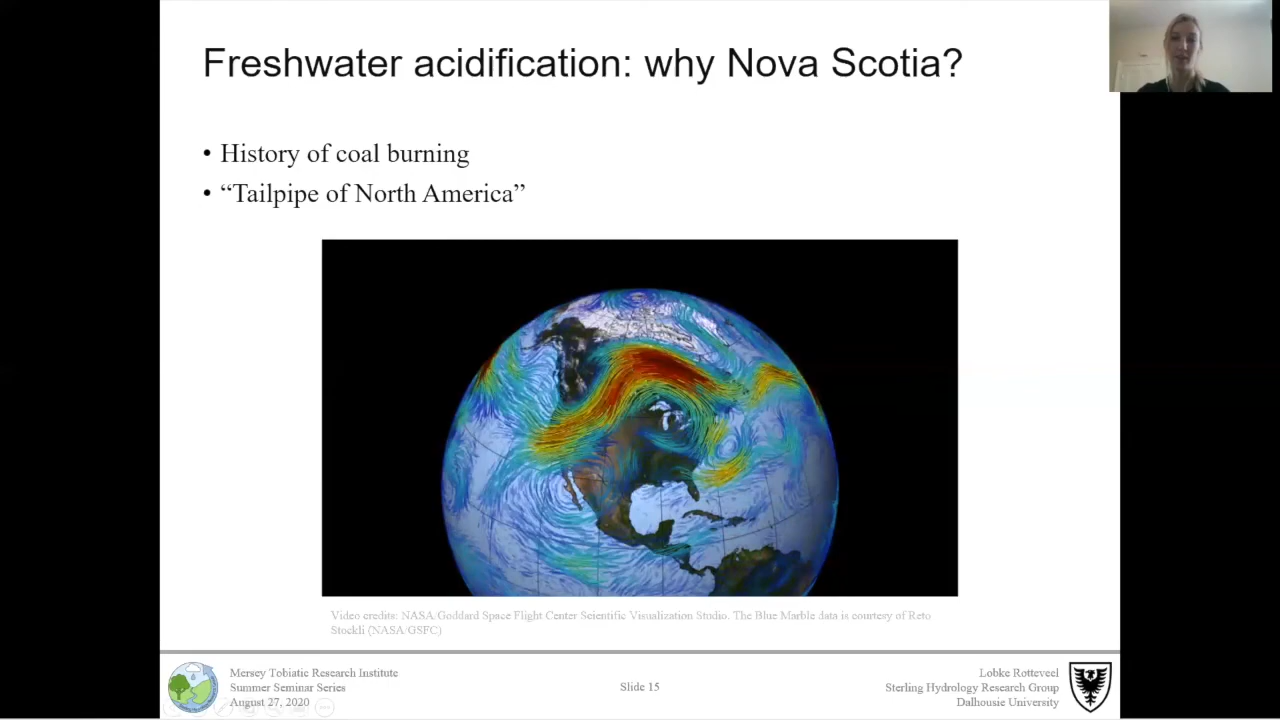 Freshwater acidification: why Nova Scotia?
• History of coal burning
• “Tailpipe of North America”
Video credits: NASA/Goddard Space Flight Center Scientific Visualization Studio. The Blue Marble data is courtesy of Reto
Stockli (NASA/GSFC)
Mersey Tobiatic Research Institute
Summer Seminar Series
August 27, 2020
Slide 15
Lobke Rotteveel
Sterling Hydrology Research Group
Dalhousie University